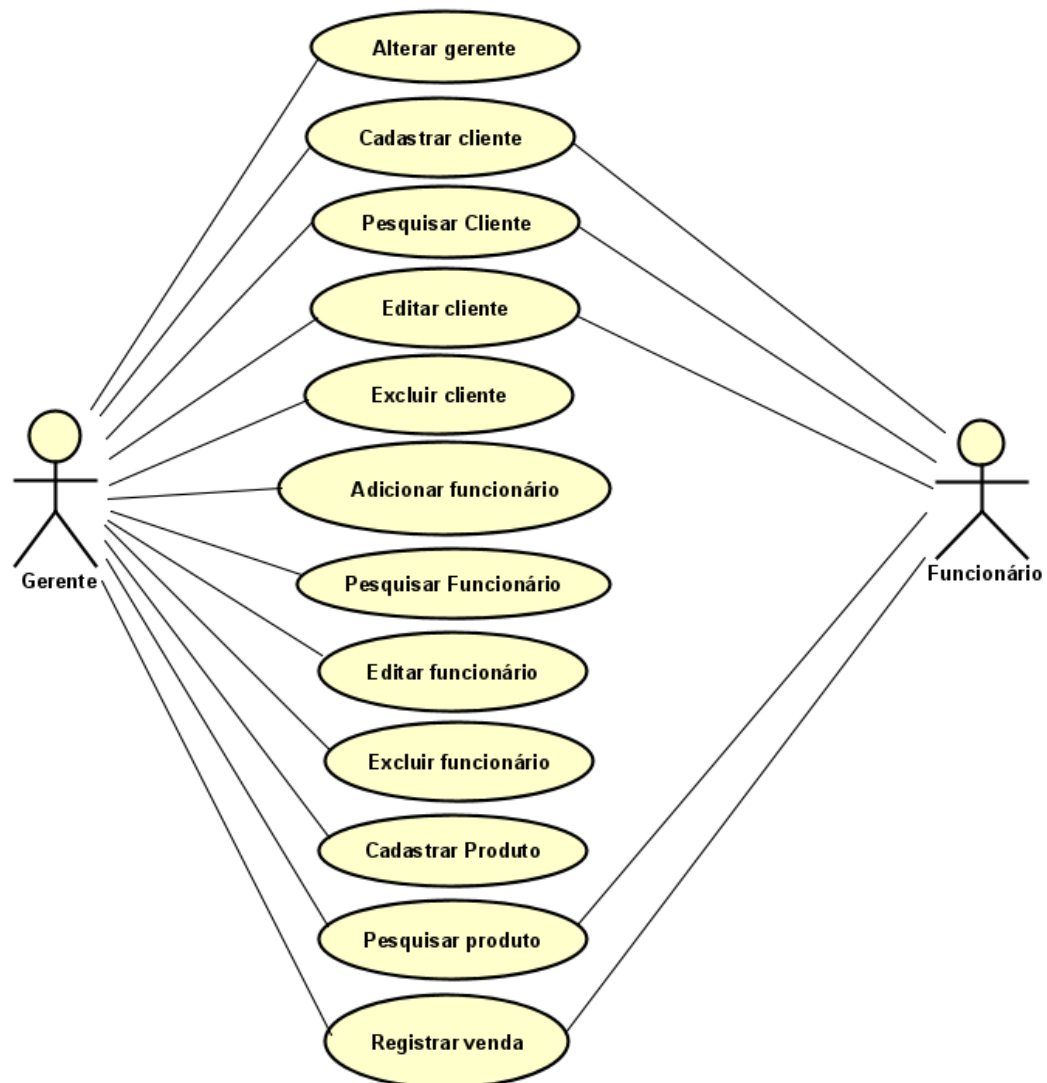 Alterar gerente
Cadastrar cliente
Pesquisar Cliente
Editar cliente
Excluir cliente
Adicionar funcionário
Pesquisar Funcionário
Gerente
Funcionário
Editar funcionário
Excluir funcionário
Cadastrar Produto
Pesquisar produto
Registrar venda